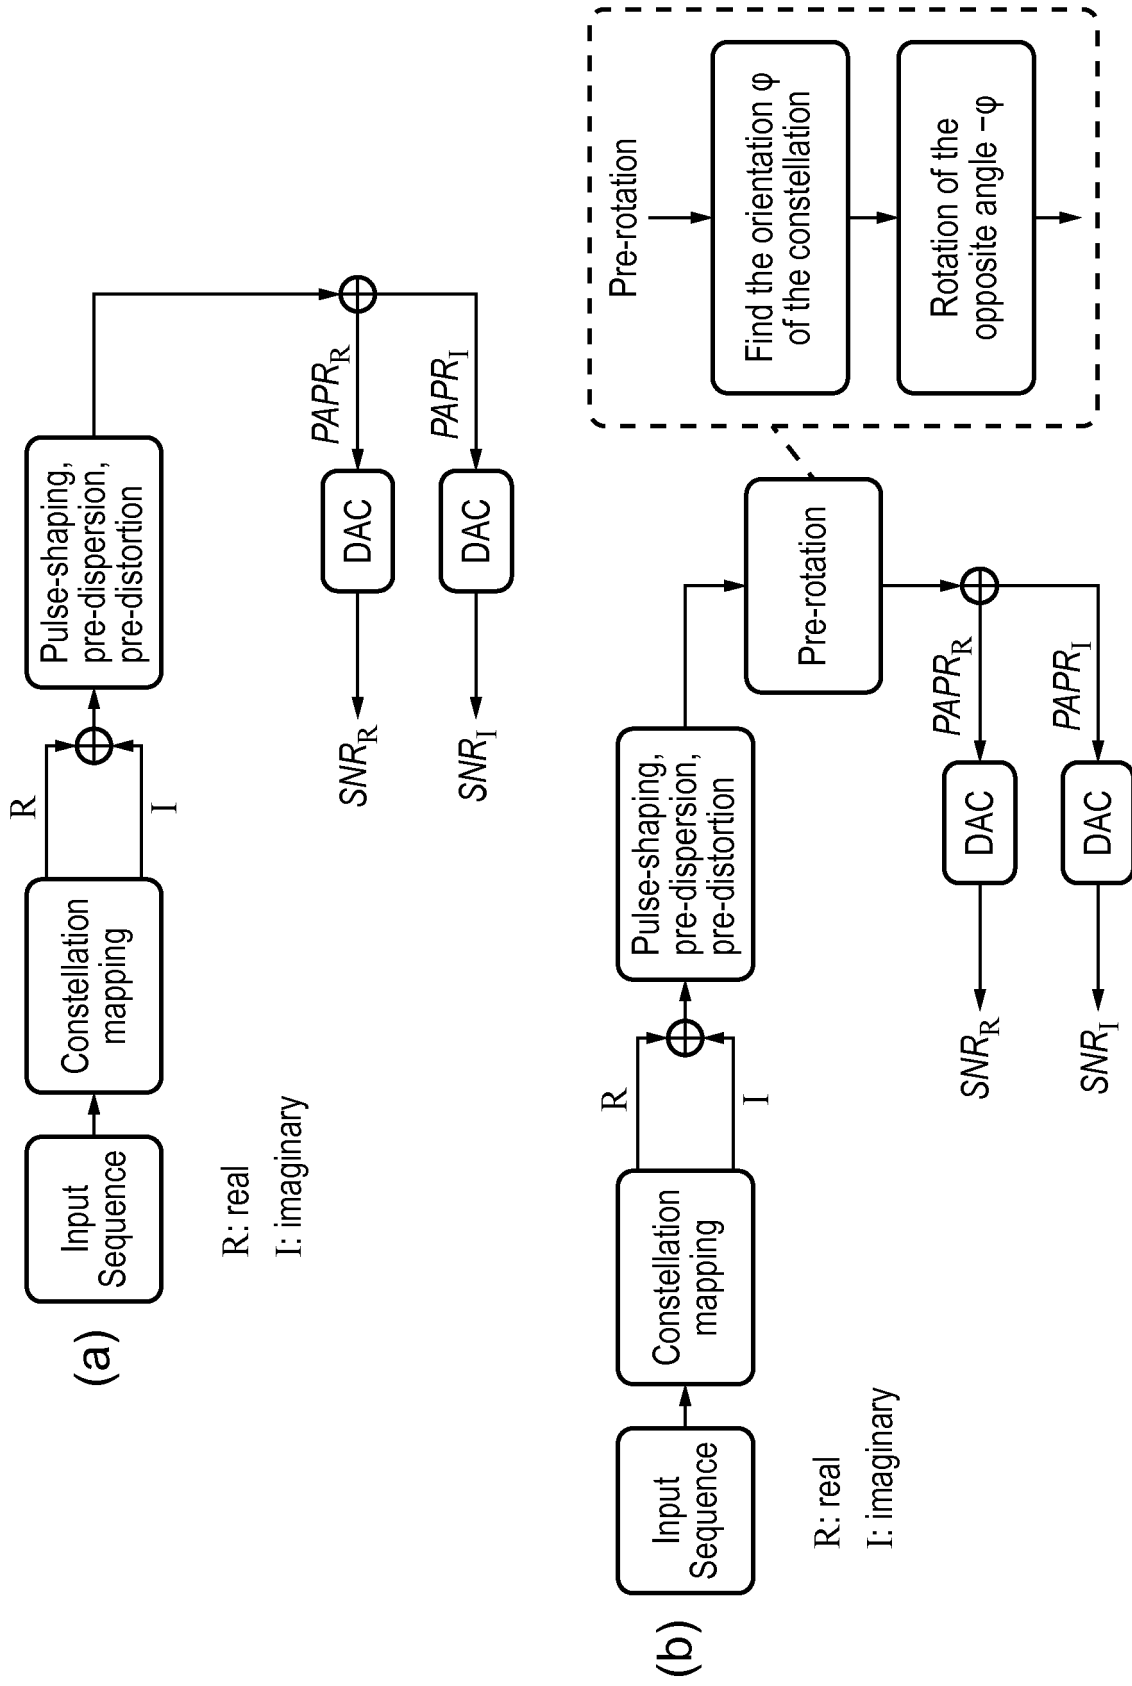 (a)
Input
Sequence
Constellation
mapping
R
I
Pulse-shaping,
pre-dispersion,
pre-distortion
PAPR_R
PAPR_I
DAC
DAC
SNR_R
SNR_I
R: real
I: imaginary
(b)
Input
Sequence
Constellation
mapping
R
I
Pulse-shaping,
pre-dispersion,
pre-distortion
Pre-rotation
PAPR_R
PAPR_I
DAC
DAC
SNR_R
SNR_I
R: real
I: imaginary
Pre-rotation
Find the orientation φ
of the constellation
Rotation of the
opposite angle −φ